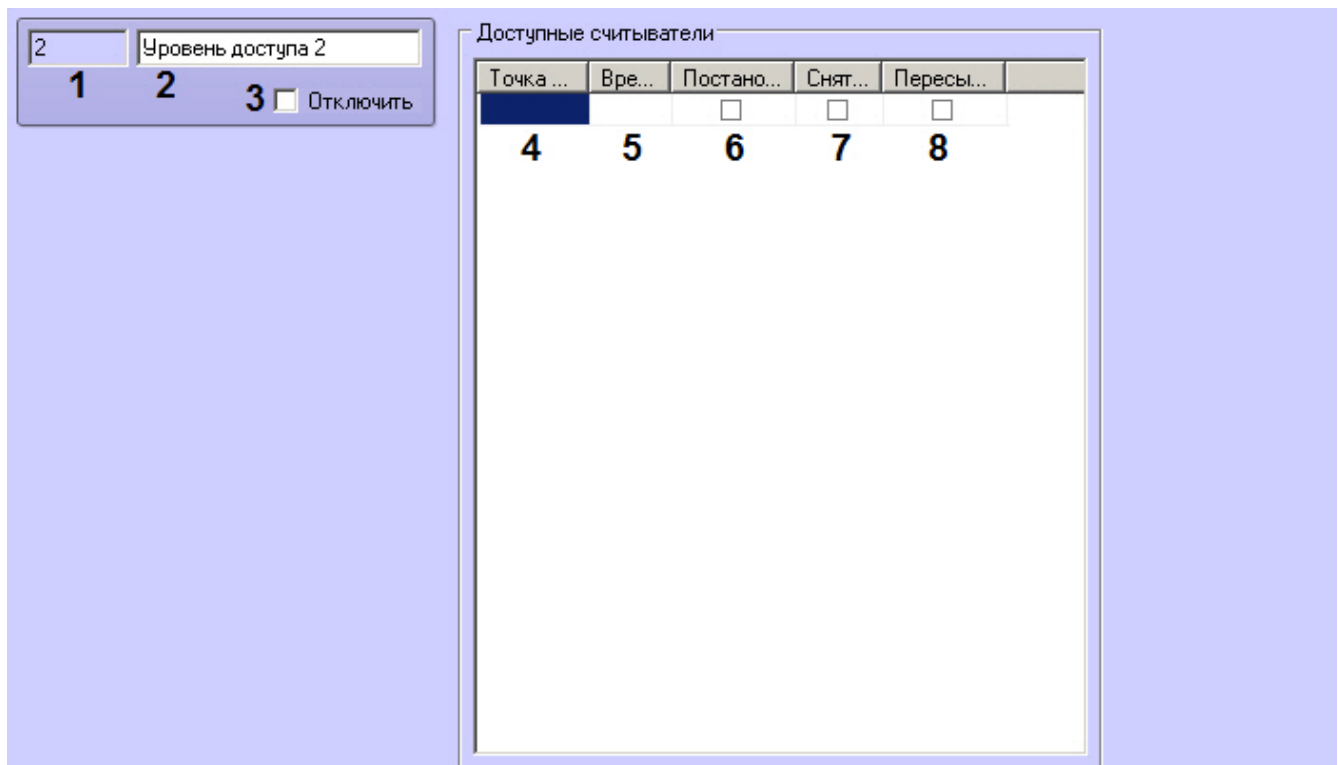 2 Уровень доступа 2
1 2 3 Отключить
Доступные считыватели
Точка ... Вре... Постано... Снят... Пересы...
4 5 6 7 8